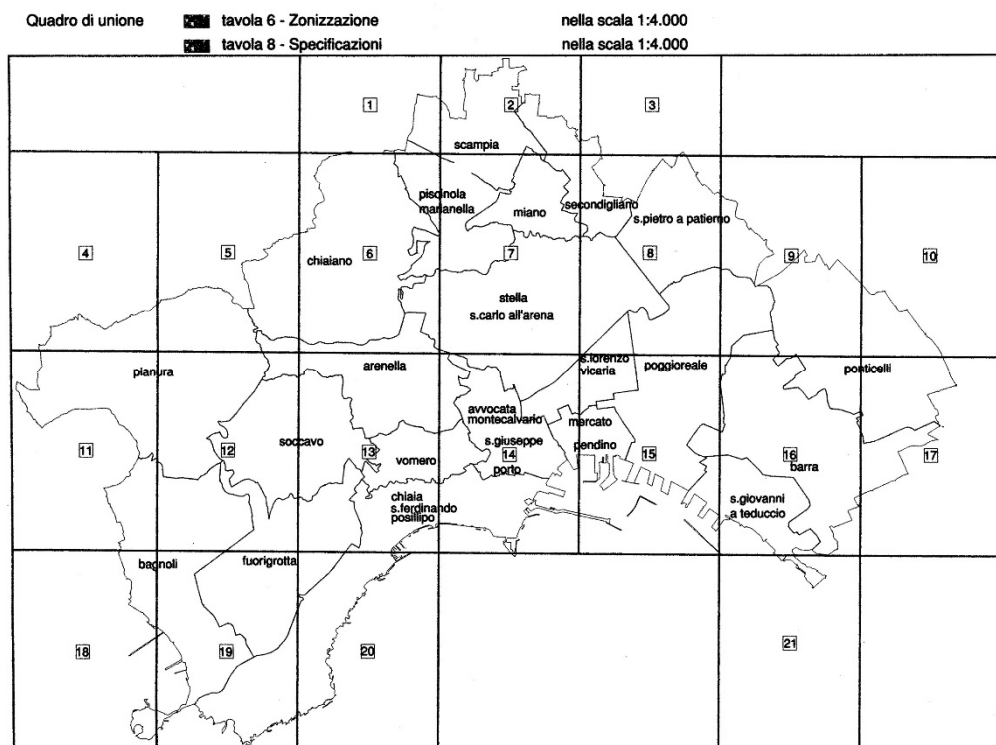 Quadro di unione tavola 6 - Zonizzazione nella scala 1:4.000
tavola 8 - Specificazioni nella scala 1:4.000
1 2 3
scampia
piscinola
marianella
miano
secondigliano
s.pietro a patierno
4 5 6 7 8 9 10
chiaiano
stella
s.carlo all'arena
pianura
arenella
s.lorenzo
vicaria
poggioreale
ponticelli
avvocata
montecalvario
mercato
soccavo
s.giuseppe
pendino
11 12 13 14 15 16 17
vomero
porto
barra
chiaia
s.ferdinando
posillipo
s.giovanni
a teduccio
bagnoli
fuorigrotta
18 19 20 21